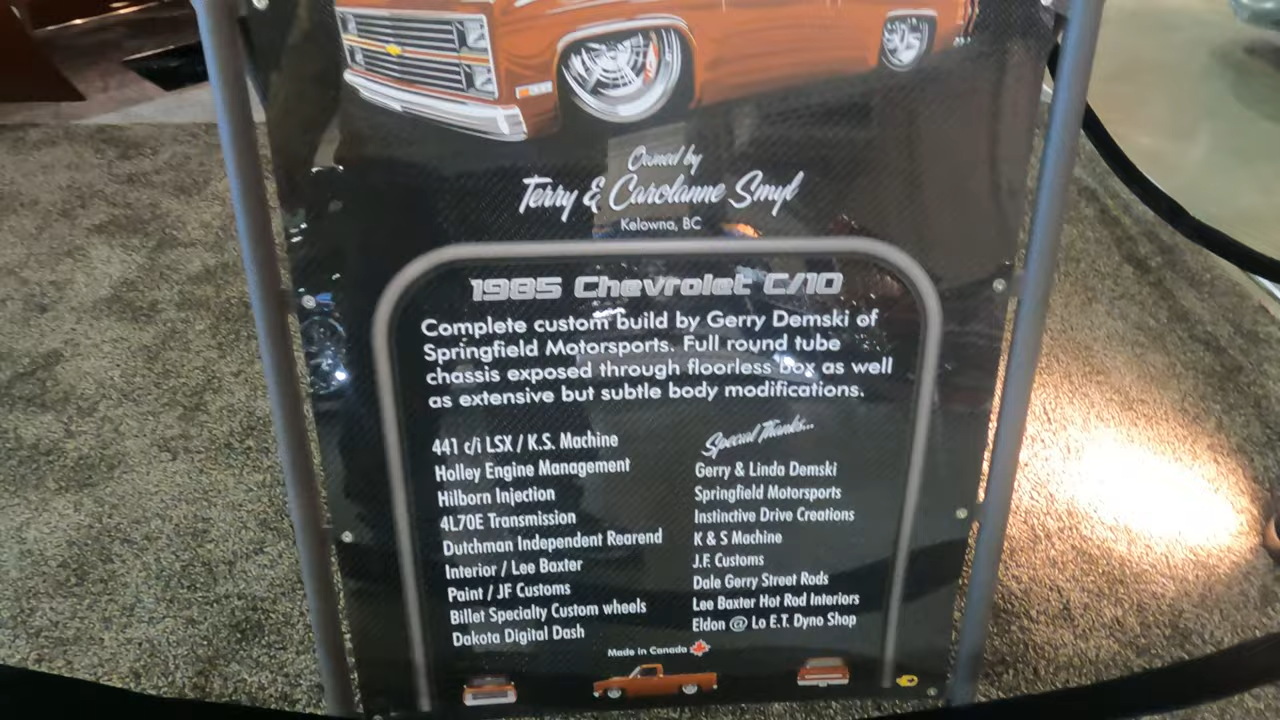 Owned by
Terry & Carolanne Smyl
Kelowna, BC
1985 Chevrolet C/10
Complete custom build by Gerry Demski of
Springfield Motorsports. Full round tube
chassis exposed through floorless box as well
as extensive but subtle body modifications.
441 c/i LSX / K.S. Machine
Holley Engine Management
Hilborn Injection
4L70E Transmission
Dutchman Independent Rearend
Interior / Lee Baxter
Paint / JF Customs
Billet Specialty Custom wheels
Dakota Digital Dash
Special Thanks...
Gerry & Linda Demski
Springfield Motorsports
Instinctive Drive Creations
K & S Machine
J.F. Customs
Dale Gerry Street Rods
Lee Baxter Hot Rod Interiors
Eldon @ Lo E.T. Dyno Shop
Made in Canada